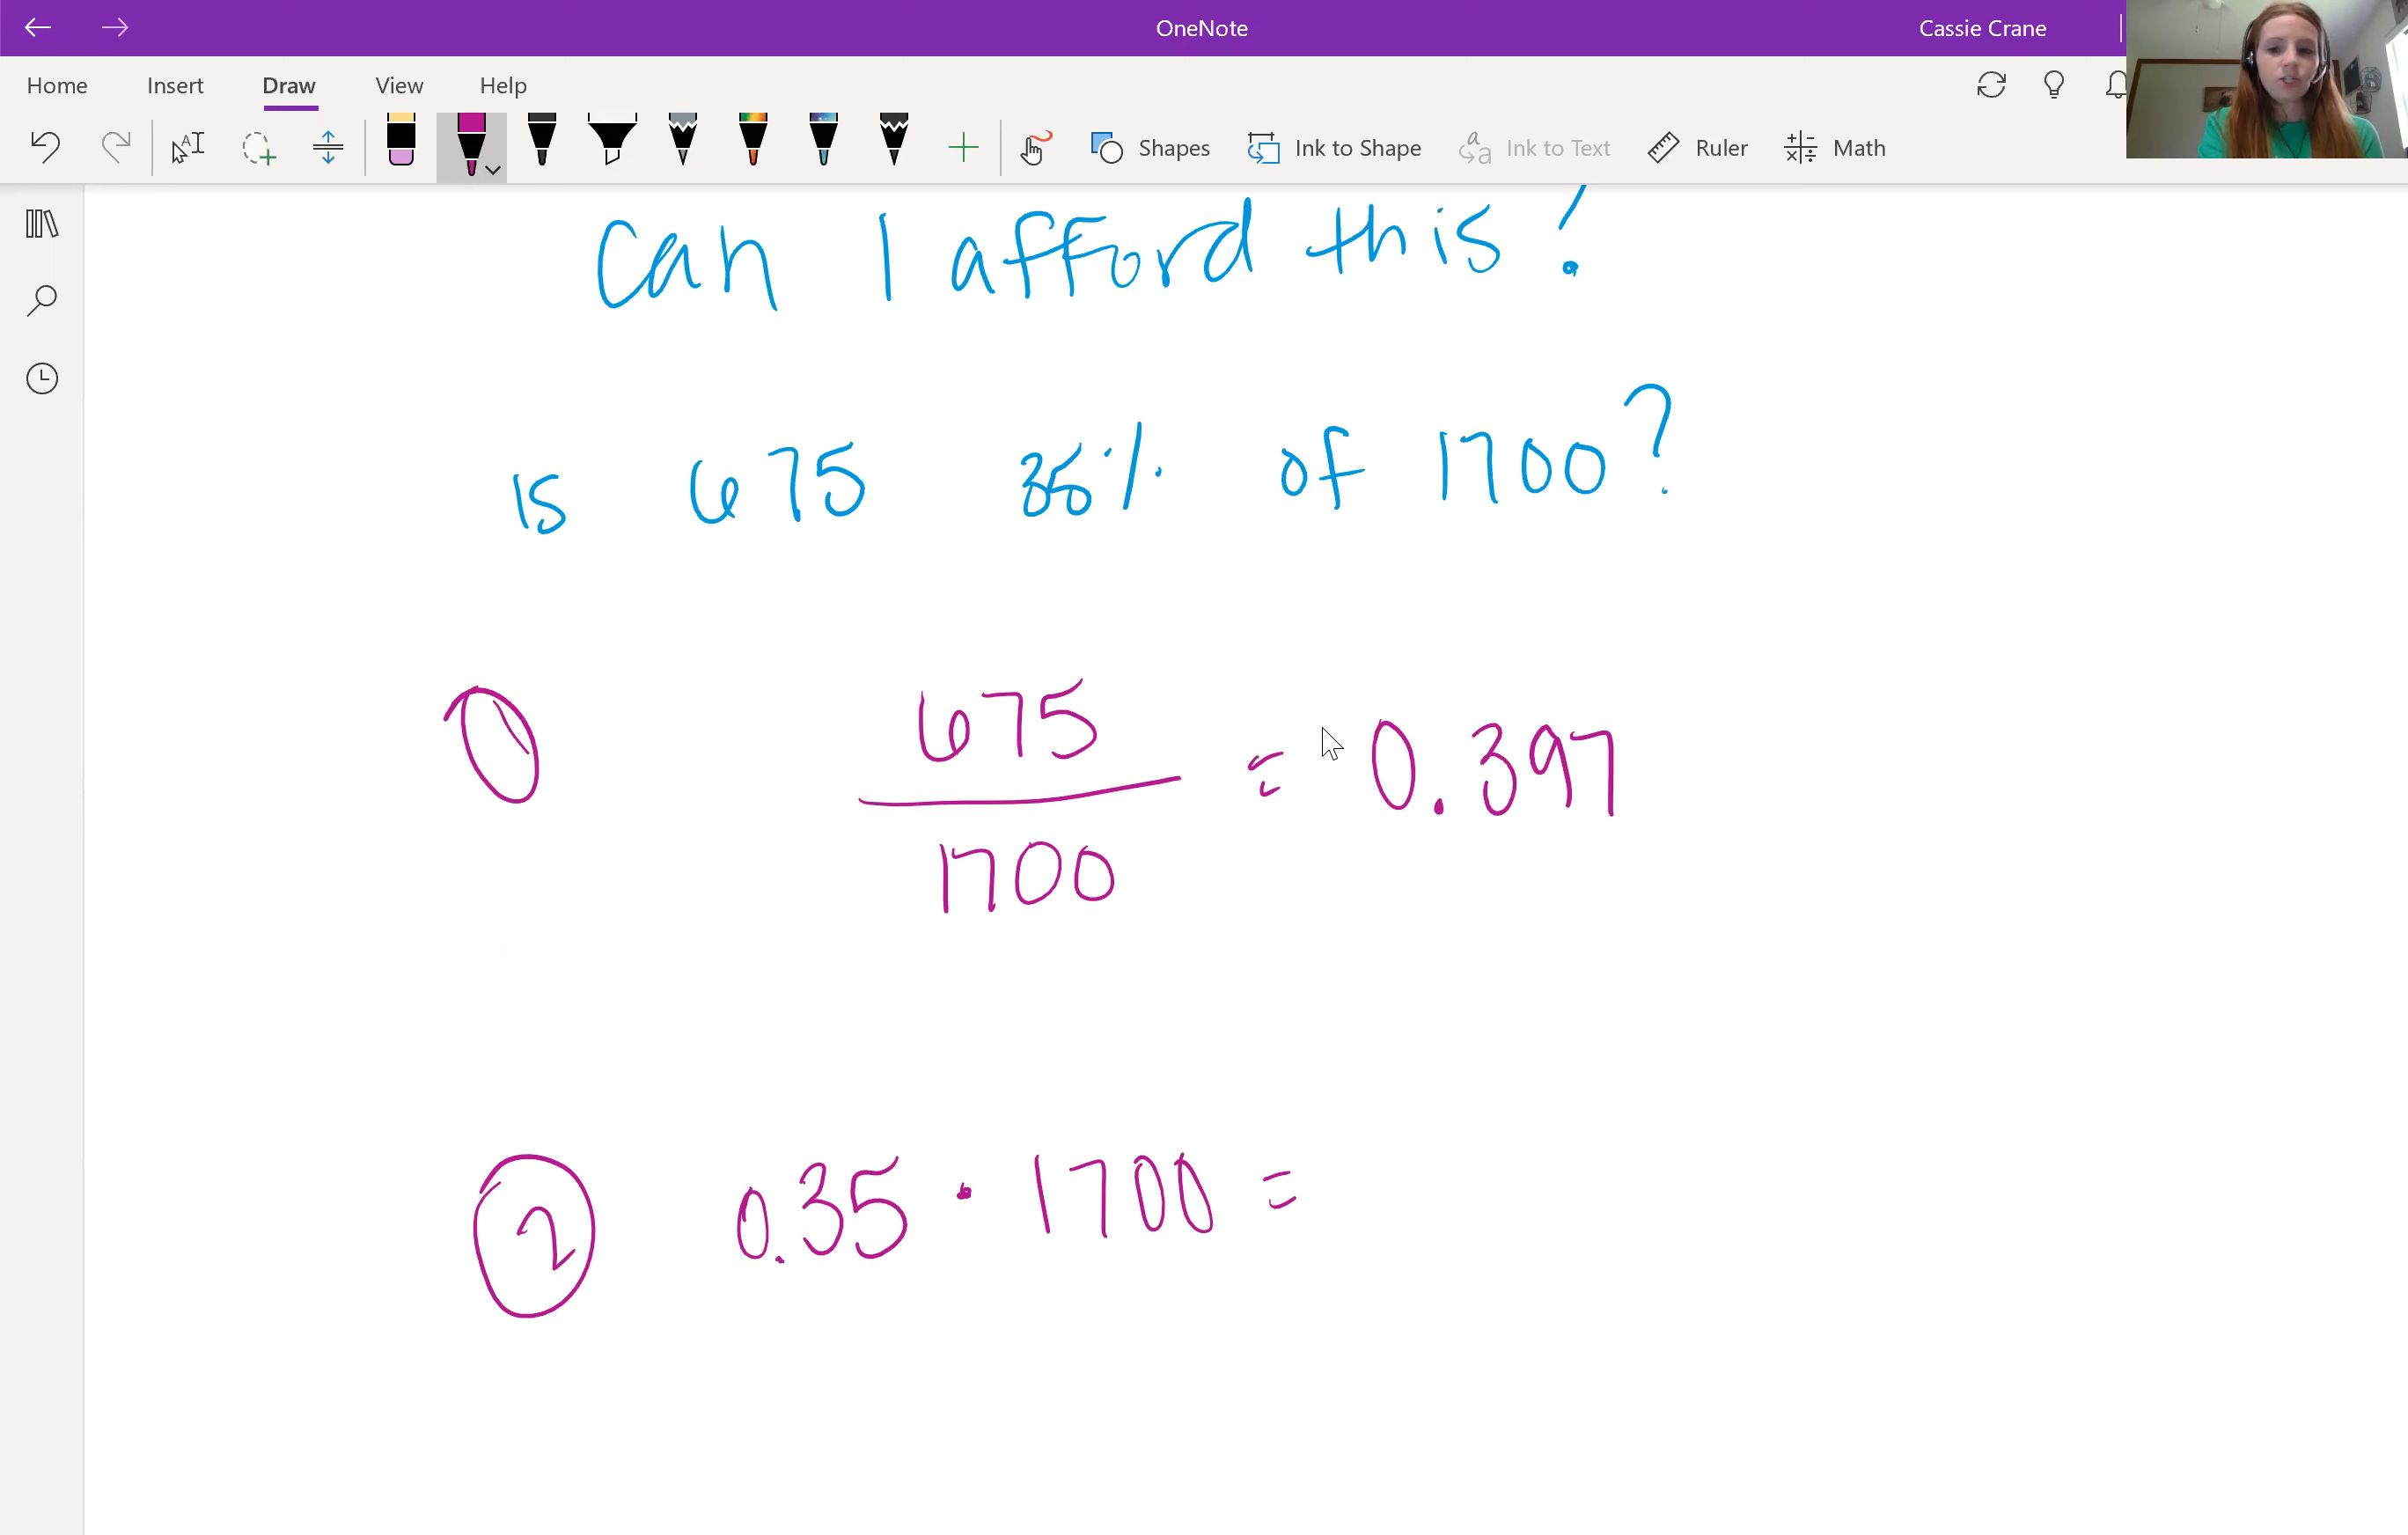 OneNote
Cassie Crane
Home Insert Draw View Help
Shapes Ink to Shape Ink to Text Ruler Math
Can I afford this?
is 675 35% of 1700?
1 675
= 0.397
1700
2 0.35 · 1700 =